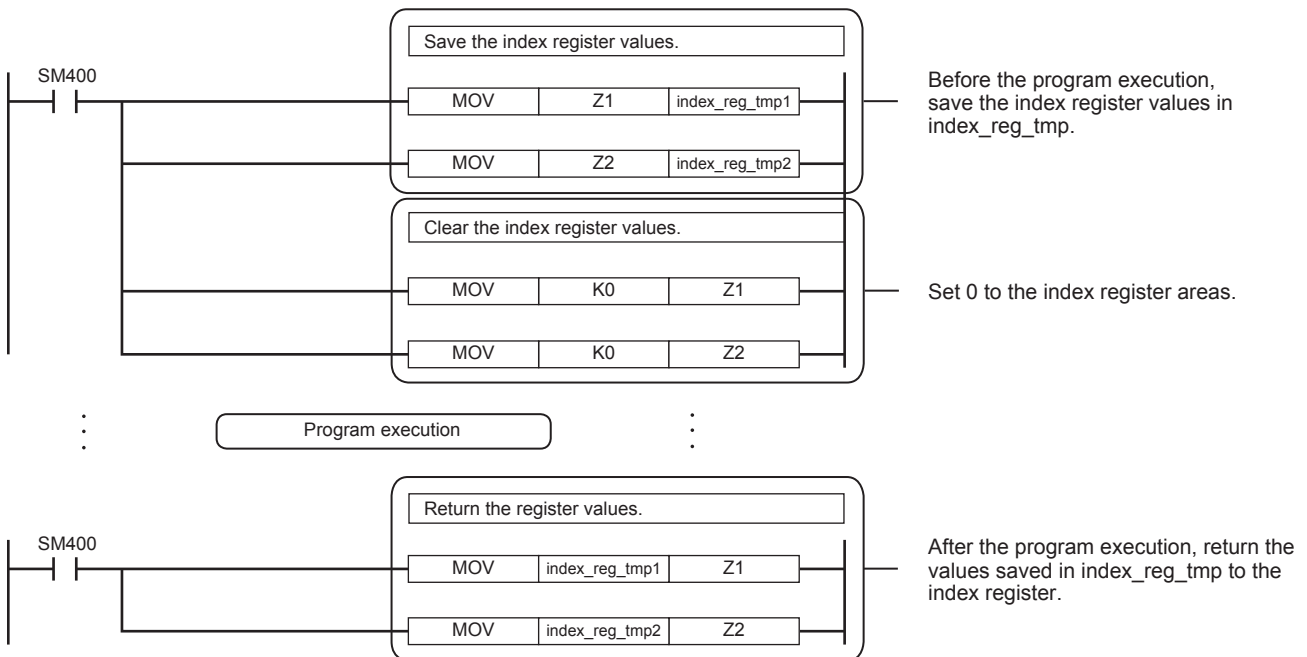 Save the index register values.
SM400
MOV Z1 index_reg_tmp1
MOV Z2 index_reg_tmp2
Before the program execution,
save the index register values in
index_reg_tmp.
Clear the index register values.
MOV K0 Z1
MOV K0 Z2
Set 0 to the index register areas.
Program execution
Return the register values.
SM400
MOV index_reg_tmp1 Z1
MOV index_reg_tmp2 Z2
After the program execution, return the
values saved in index_reg_tmp to the
index register.